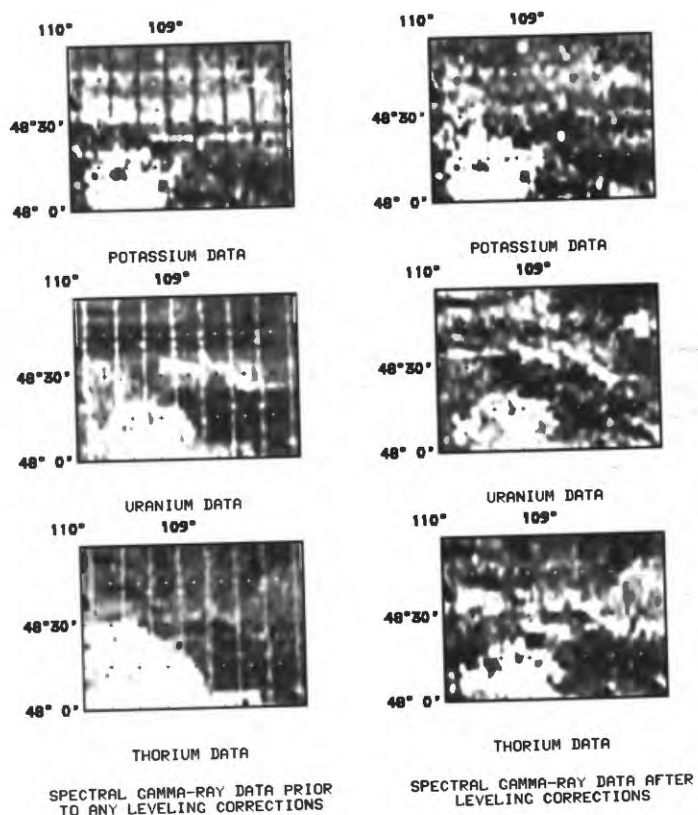 110° 109°
48°30'
48° 0'
POTASSIUM DATA
110° 109°
48°30'
48° 0'
URANIUM DATA
110° 109°
48°30'
48° 0'
THORIUM DATA
SPECTRAL GAMMA-RAY DATA PRIOR
TO ANY LEVELING CORRECTIONS
110° 109°
48°30'
48° 0'
POTASSIUM DATA
110° 109°
48°30'
48° 0'
URANIUM DATA
110° 109°
48°30'
48° 0'
THORIUM DATA
SPECTRAL GAMMA-RAY DATA AFTER
LEVELING CORRECTIONS